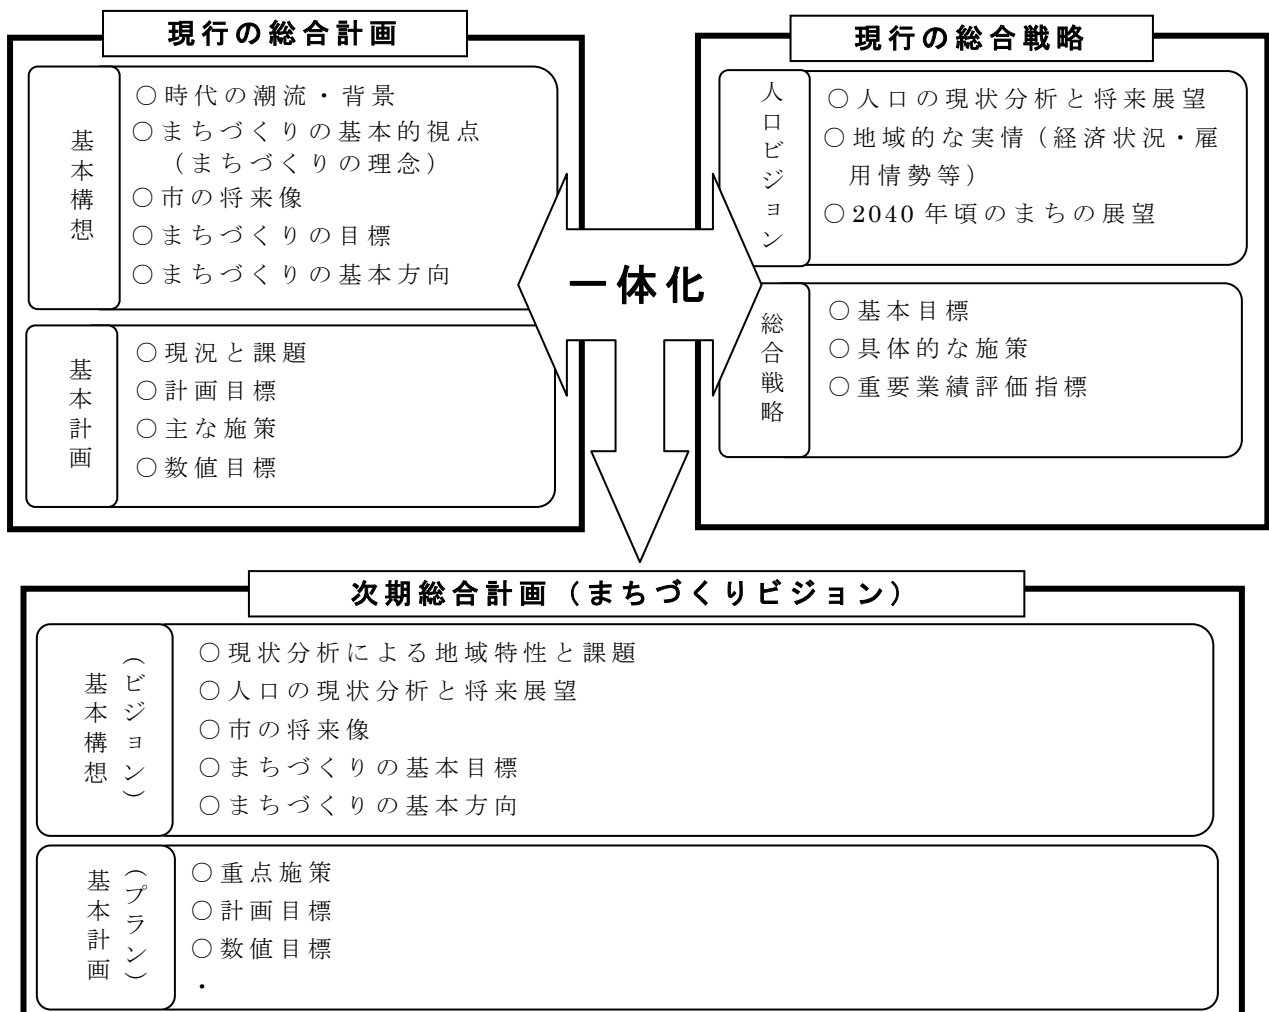 現行の総合計画
基本構想
○時代の潮流・背景
○まちづくりの基本的視点
（まちづくりの理念）
○市の将来像
○まちづくりの目標
○まちづくりの基本方向
基本計画
○現況と課題
○計画目標
○主な施策
○数値目標
一体化
現行の総合戦略
人口ビジョン
○人口の現状分析と将来展望
○地域的な実情（経済状況・雇
用情勢等）
○2040 年頃のまちの展望
総合戦略
○基本目標
○具体的な施策
○重要業績評価指標
次期総合計画（まちづくりビジョン）
基本構想
（ビジョン）
○現状分析による地域特性と課題
○人口の現状分析と将来展望
○市の将来像
○まちづくりの基本目標
○まちづくりの基本方向
基本計画
（プラン）
○重点施策
○計画目標
○数値目標
・